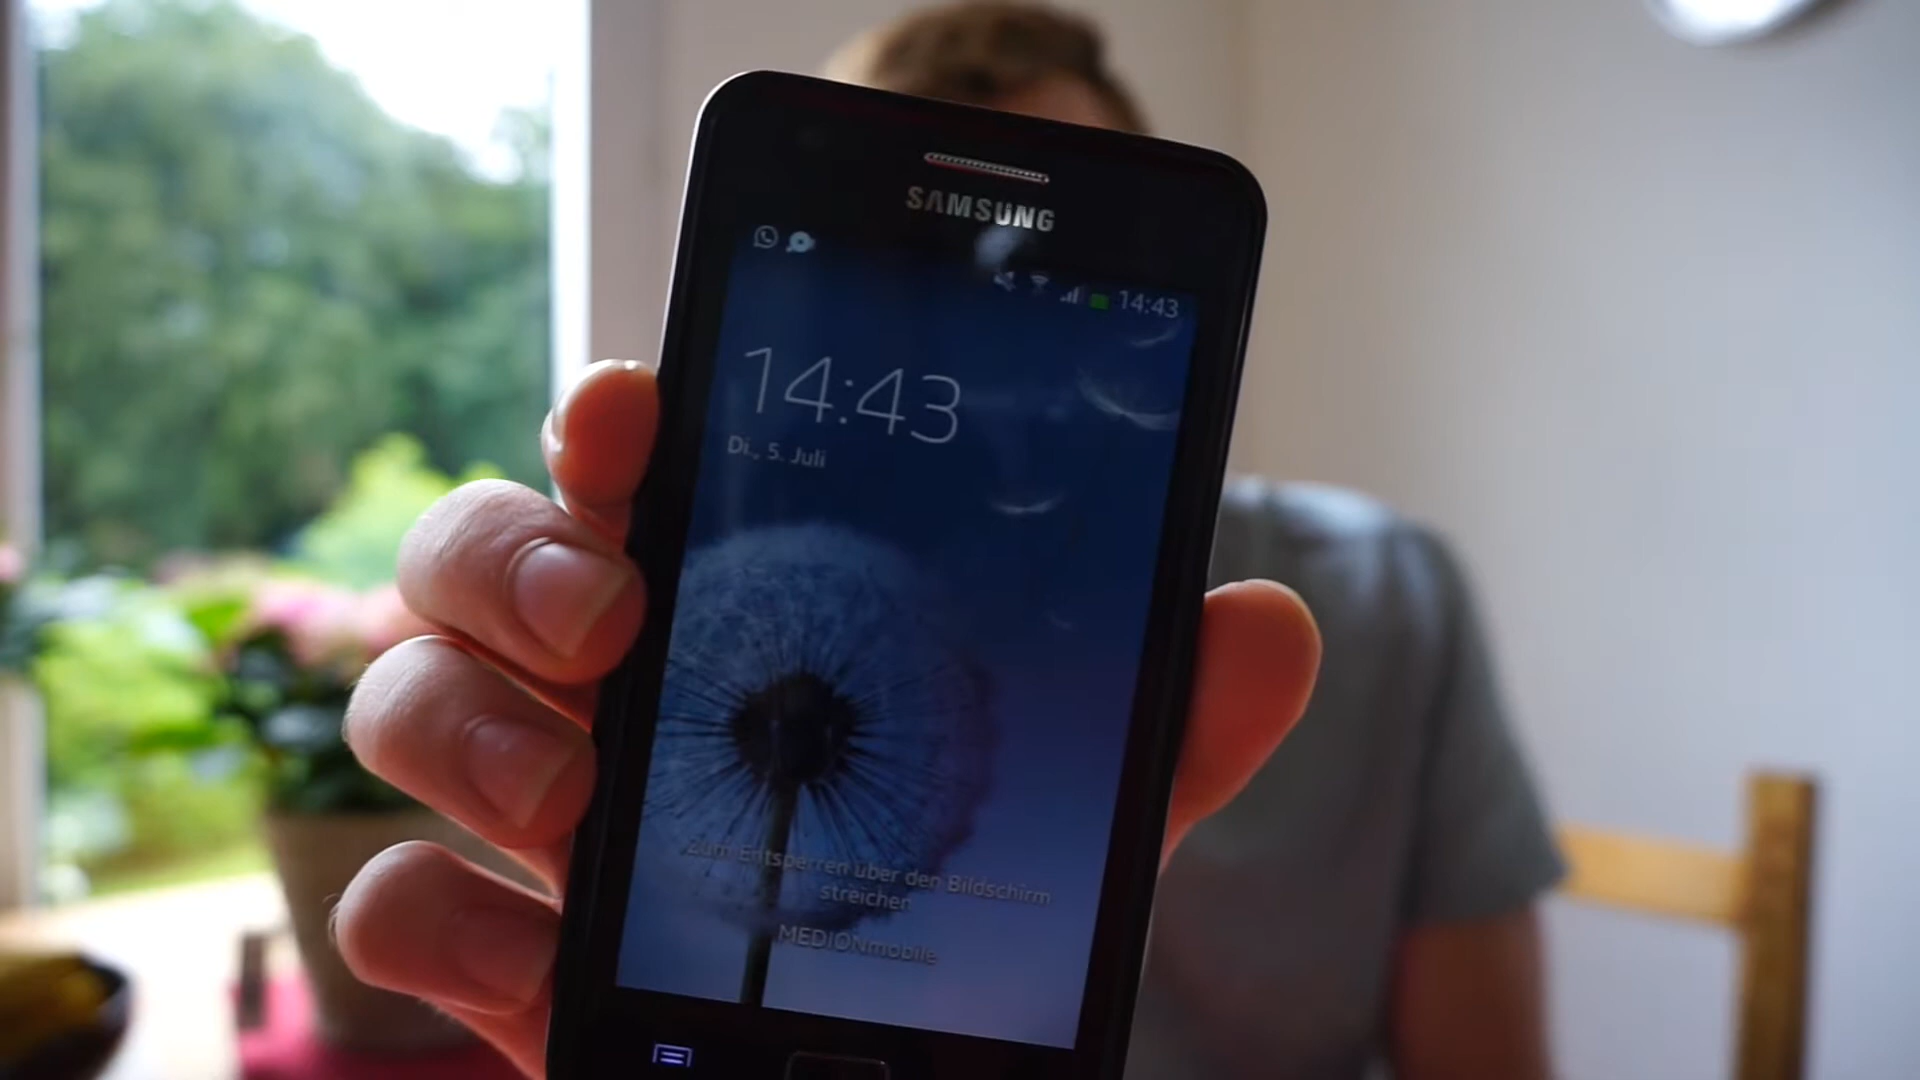 SAMSUNG
14:43
14:43
Di., 5. Juli
Zum Entsperren über den Bildschirm
streichen
MEDIONmobile